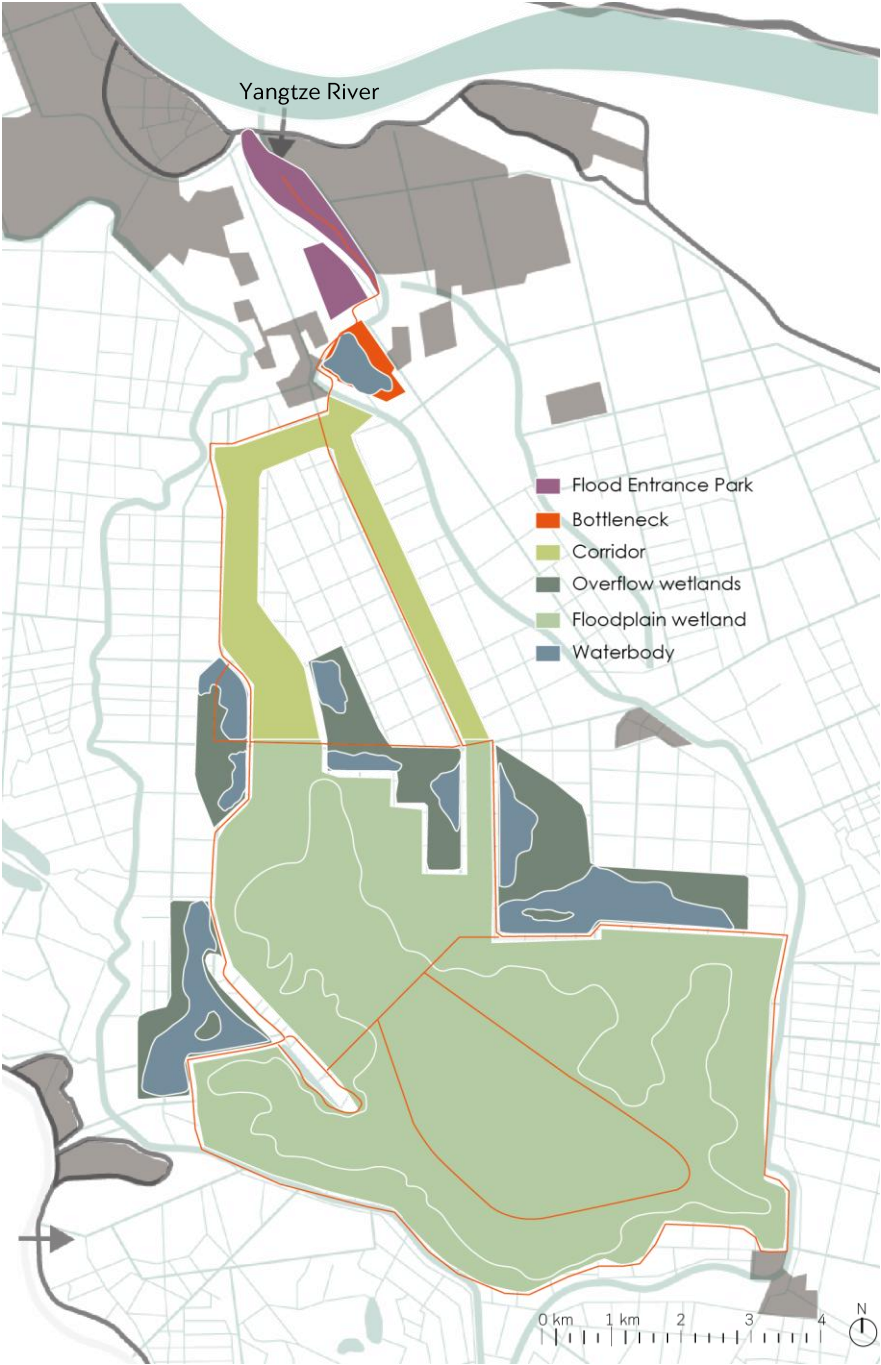 Yangtze River
Flood Entrance Park
Bottleneck
Corridor
Overflow wetlands
Floodplain wetland
Waterbody
0 km 1 km 2 3 4
N